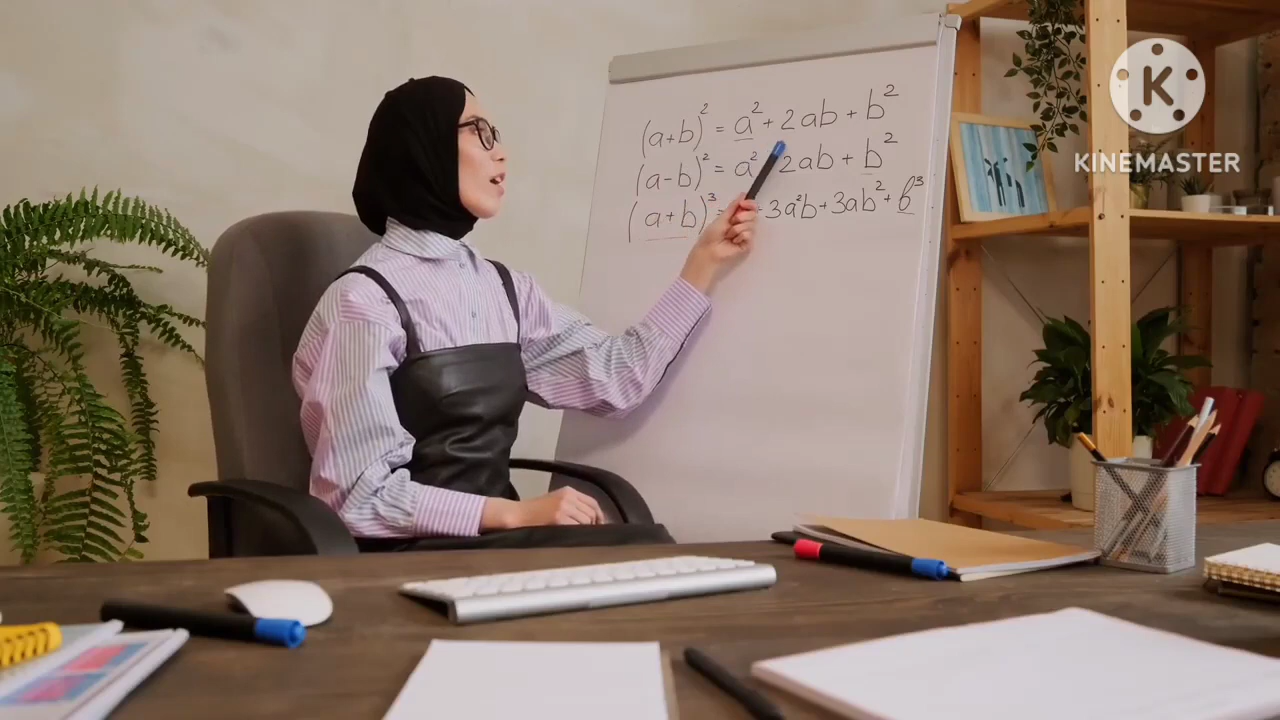 (a+b)² = a² + 2ab + b²
(a-b)² = a² 2ab + b²
(a+b)³ = +3a²b+3ab²+b³
K
KINEMASTER